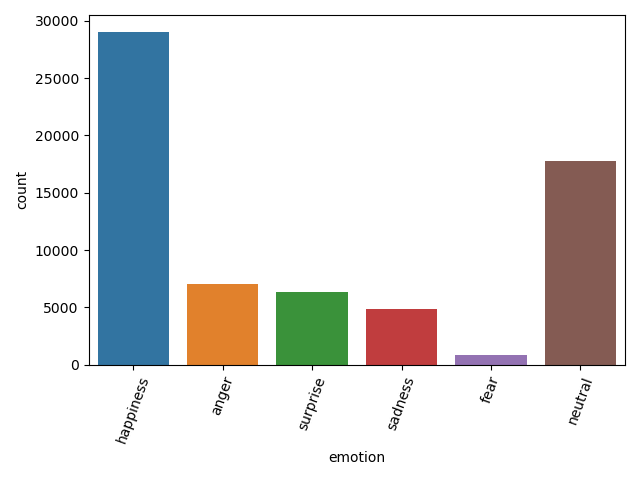 30000
25000
20000
15000
10000
5000
0
count
happiness
anger
surprise
sadness
fear
neutral
emotion